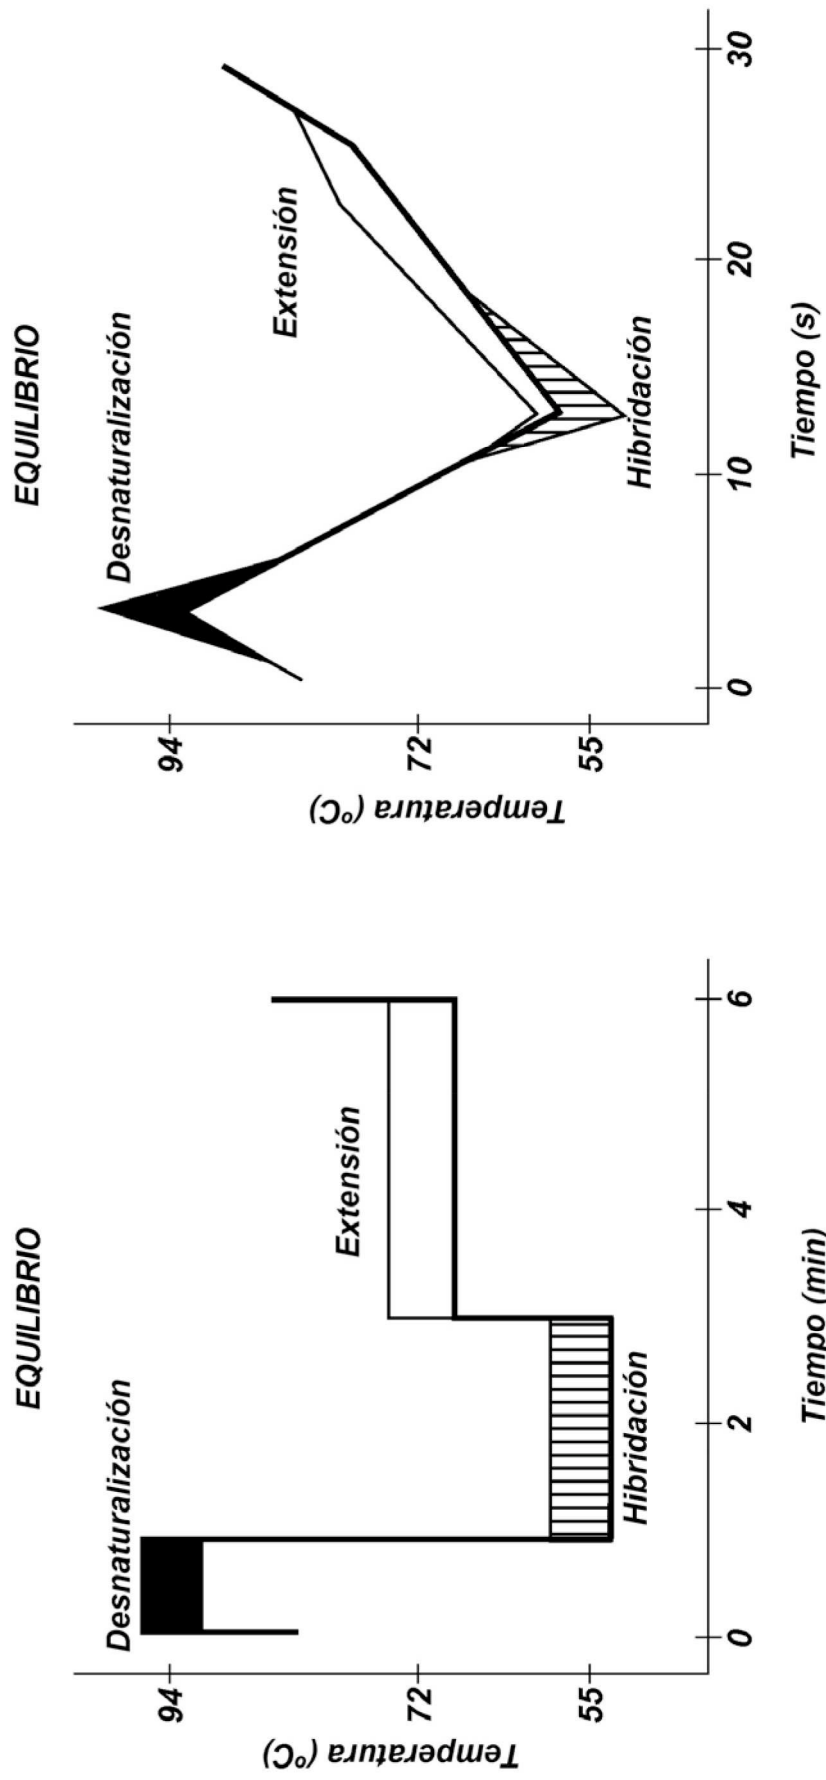 EQUILIBRIO
Desnaturalización
Extensión
Hibridación
94
72
55
Temperatura (ºC)
0
2
4
6
Tiempo (min)
EQUILIBRIO
Desnaturalización
Extensión
Hibridación
94
72
55
Temperatura (ºC)
0
10
20
30
Tiempo (s)